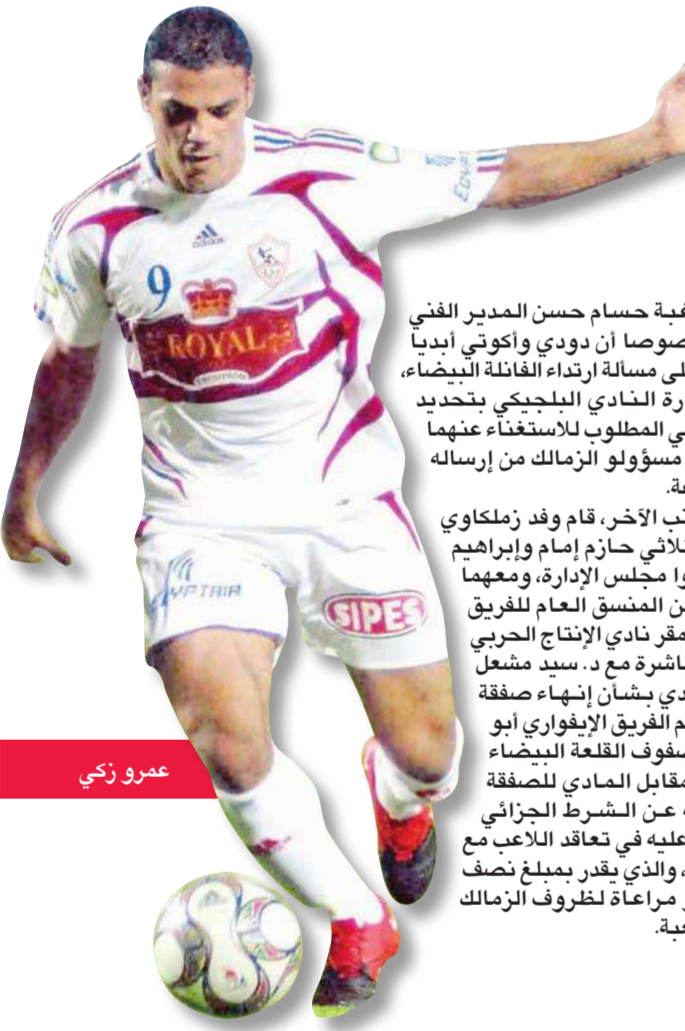 EGYPT
adidas
9
ROYAL
ceramica
EGYPTAIR
SIPES
غبة حسام حسن المدير الفني
صوصا أن دودي وأكوتي أبديا
لى مسألة ارتداء الفانلة البيضاء،
رة النادي البلجيكي بتحديد
ي المطلوب للاستغناء عنهما
مسؤولو الزمالك من إرساله
ة.
تب الآخر، قام وفد زملكاوي
لاثي حازم إمام وإبراهيم
وا مجلس الإدارة، ومعهما
ن المنسق العام للفريق
مقر نادي الإنتاج الحربي
اشرة مع د. سيد مشعل
دي بشأن إنهاء صفقة
م الفريق الإيفواري أبو
صفوف القلعة البيضاء
مقابل المادي للصفقة
ه عن الشرط الجزائي
عليه في تعاقد اللاعب مع
، والذي يقدر بمبلغ نصف
ر مراعاة لظروف الزمالك
عبة.
عمرو زكي